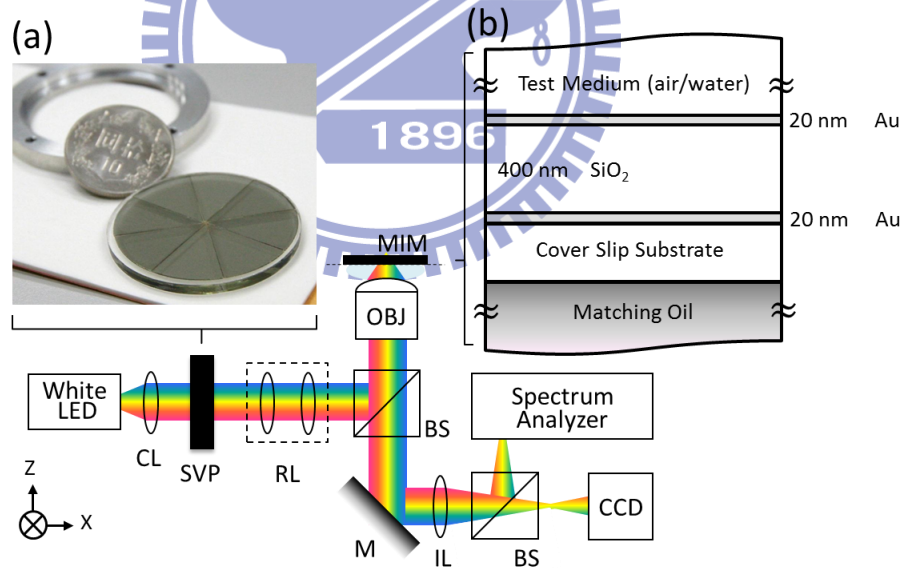 (a)
(b)
Test Medium (air/water)
20 nm Au
1896
400 nm SiO₂
20 nm Au
MIM
Cover Slip Substrate
OBJ
Matching Oil
White
LED
Spectrum
Analyzer
BS
CL
SVP
RL
Z
X
CCD
M
IL
BS